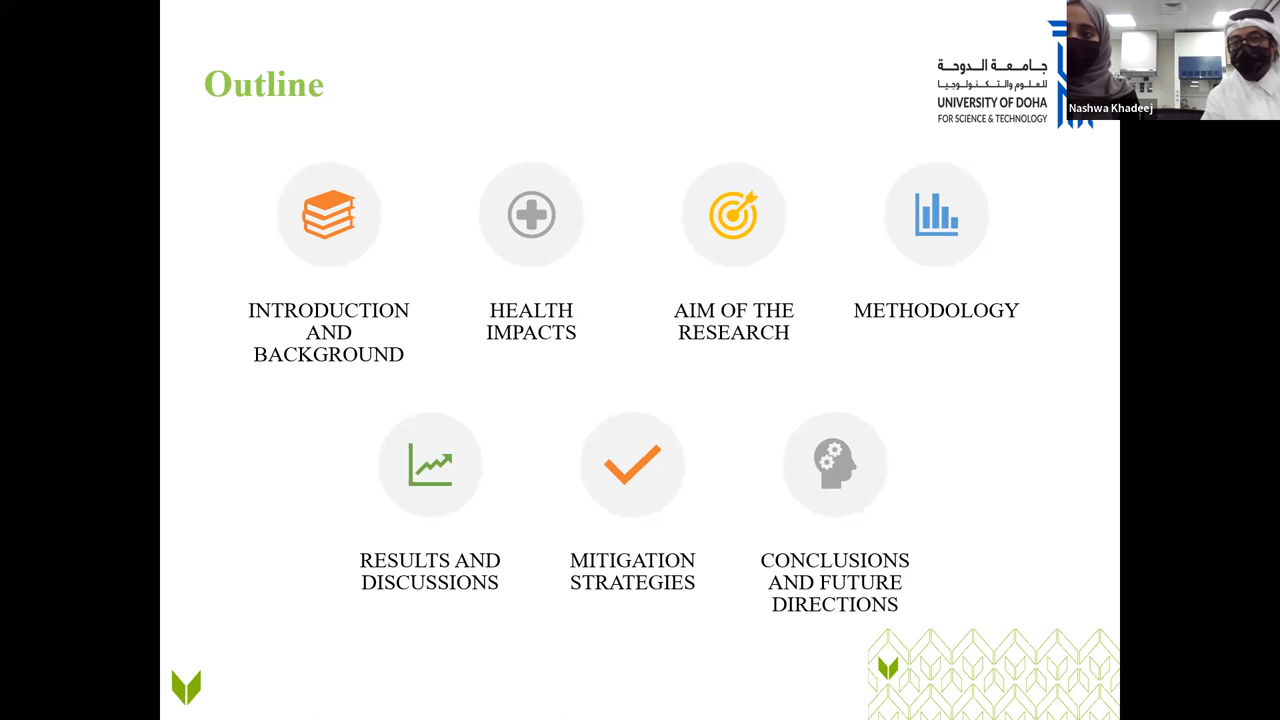 Outline
جامعة الدوحة
للعلوم والتكنولوجيا
UNIVERSITY OF DOHA
FOR SCIENCE & TECHNOLOGY
Nashwa Khadeej
INTRODUCTION
AND
BACKGROUND
HEALTH
IMPACTS
AIM OF THE
RESEARCH
METHODOLOGY
RESULTS AND
DISCUSSIONS
MITIGATION
STRATEGIES
CONCLUSIONS
AND FUTURE
DIRECTIONS